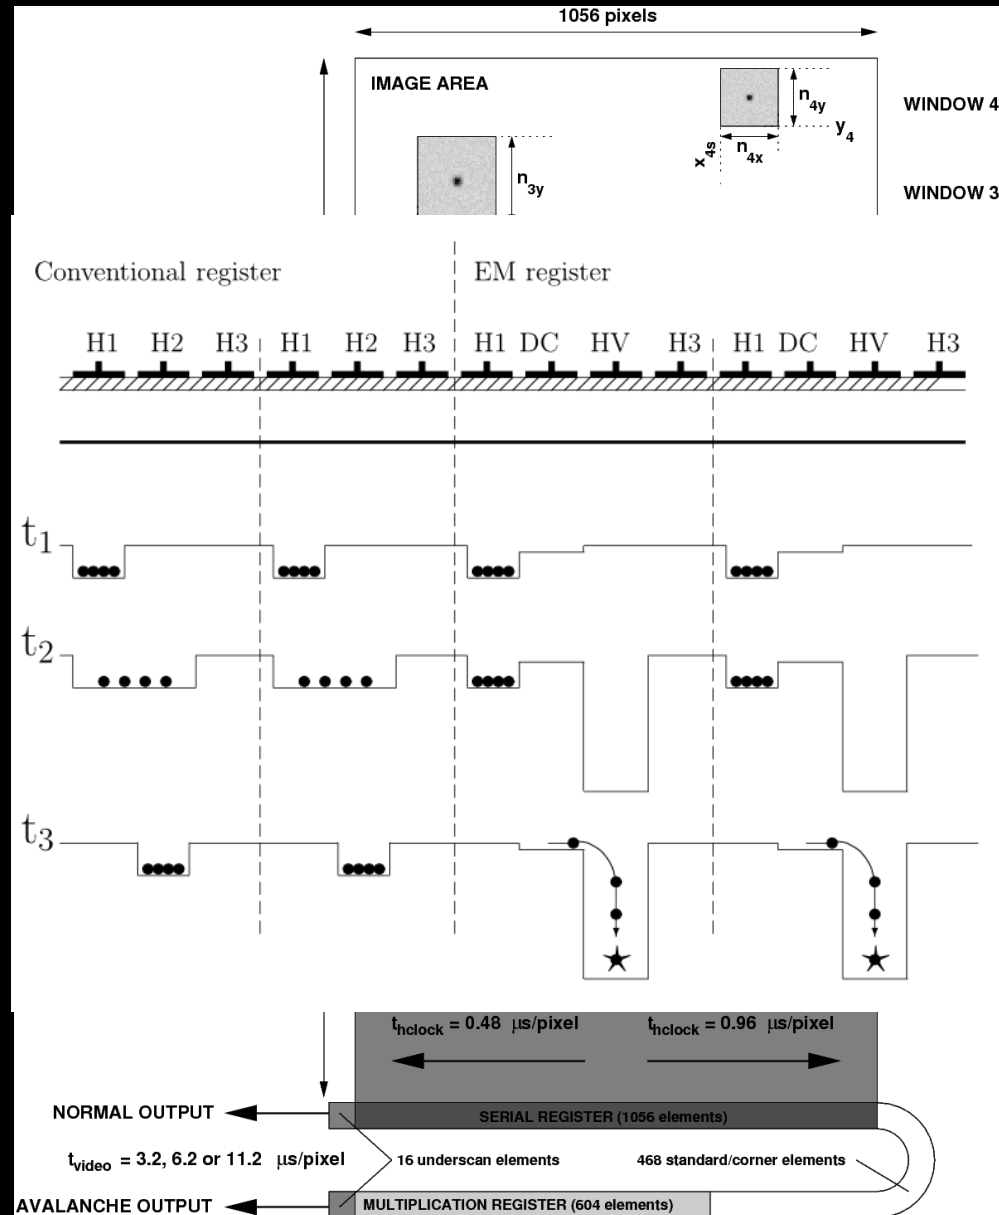 1056 pixels
IMAGE AREA
n4y
WINDOW 4
y4
x4s
n4x
n3y
WINDOW 3
Conventional register
EM register
H1 H2 H3 H1 H2 H3 H1 DC HV H3 H1 DC HV H3
t1
t2
t3
thclock = 0.48 µs/pixel
thclock = 0.96 µs/pixel
NORMAL OUTPUT
SERIAL REGISTER (1056 elements)
tvideo = 3.2, 6.2 or 11.2 µs/pixel
16 underscan elements
468 standard/corner elements
AVALANCHE OUTPUT
MULTIPLICATION REGISTER (604 elements)